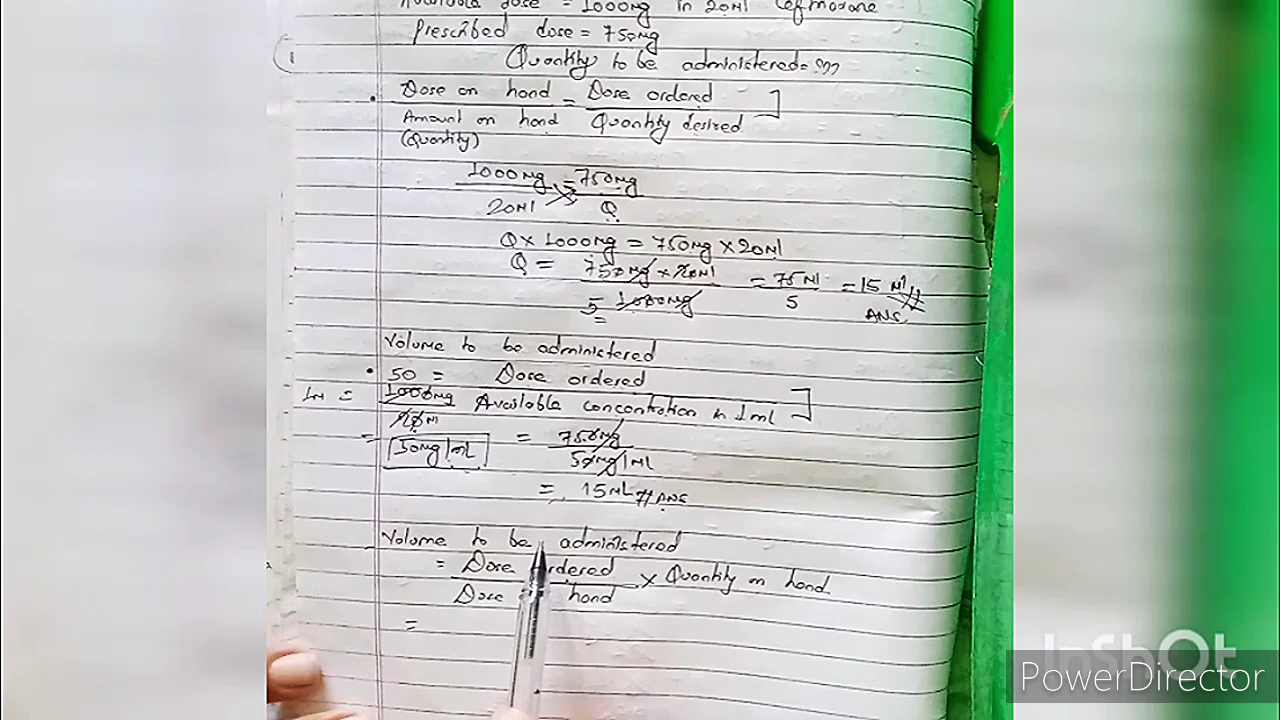 Available dose = 1000mg in 20ml Cefmoxone
Prescribed dose = 750mg
Quantity to be administered = ???
Dose on hand = Dose ordered
Amount on hand Quantity desired
(Quantity)
1000mg = 750mg
20ml Q
Q × 1000mg = 750mg × 20ml
Q = 750mg × 20ml = 75ml = 15 ml
5 1000mg 5 ANS
Volume to be administered
50 = Dose ordered
1000mg Available concentration in 1ml
20
= 50mg/mL = 750mg
50mg/mL
= 15mL ANS
Volume to be administered
= Dose ordered × Quantity on hand
Dose hand
=
InShOt
PowerDirector